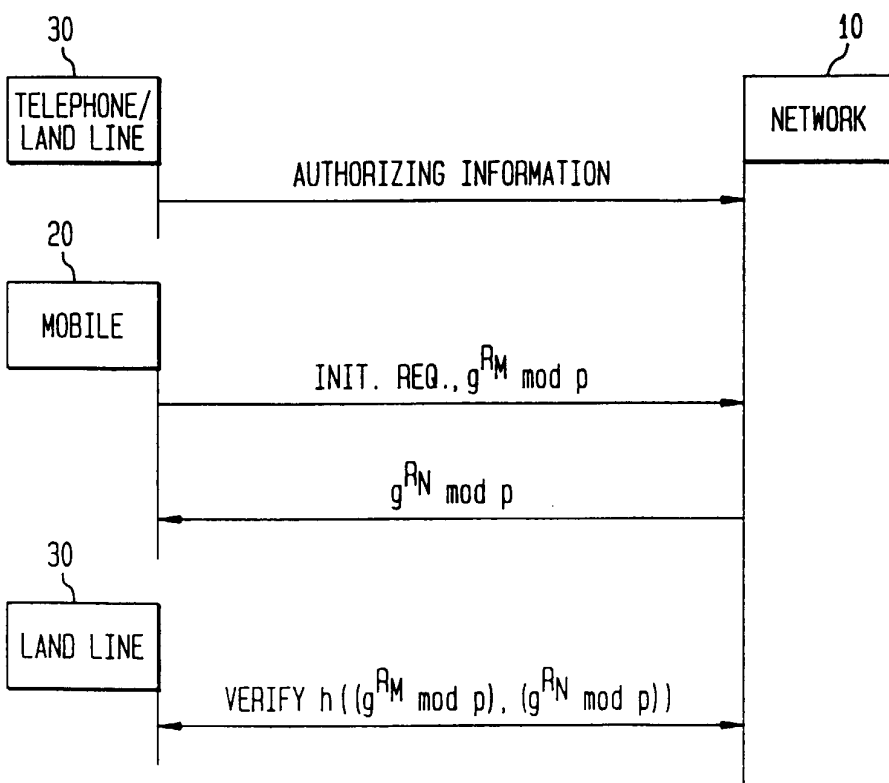 30
10
TELEPHONE/
LAND LINE
NETWORK
AUTHORIZING INFORMATION
20
MOBILE
INIT. REQ., g^RM mod p
g^RN mod p
30
LAND LINE
VERIFY h((g^RM mod p), (g^RN mod p))